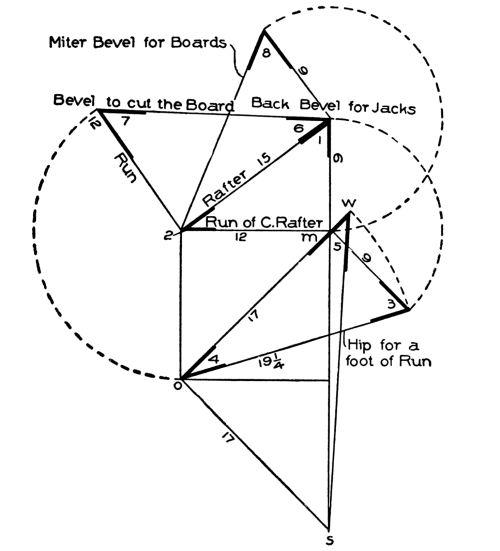 Miter Bevel for Boards
8
9
Bevel to cut the Board
Back Bevel for Jacks
12
7
6
1
9
Run
Rafter 15
Run of C. Rafter
2
12
m
W
5
9
17
3
4
19 1/4
Hip for a
foot of Run
O
17
S